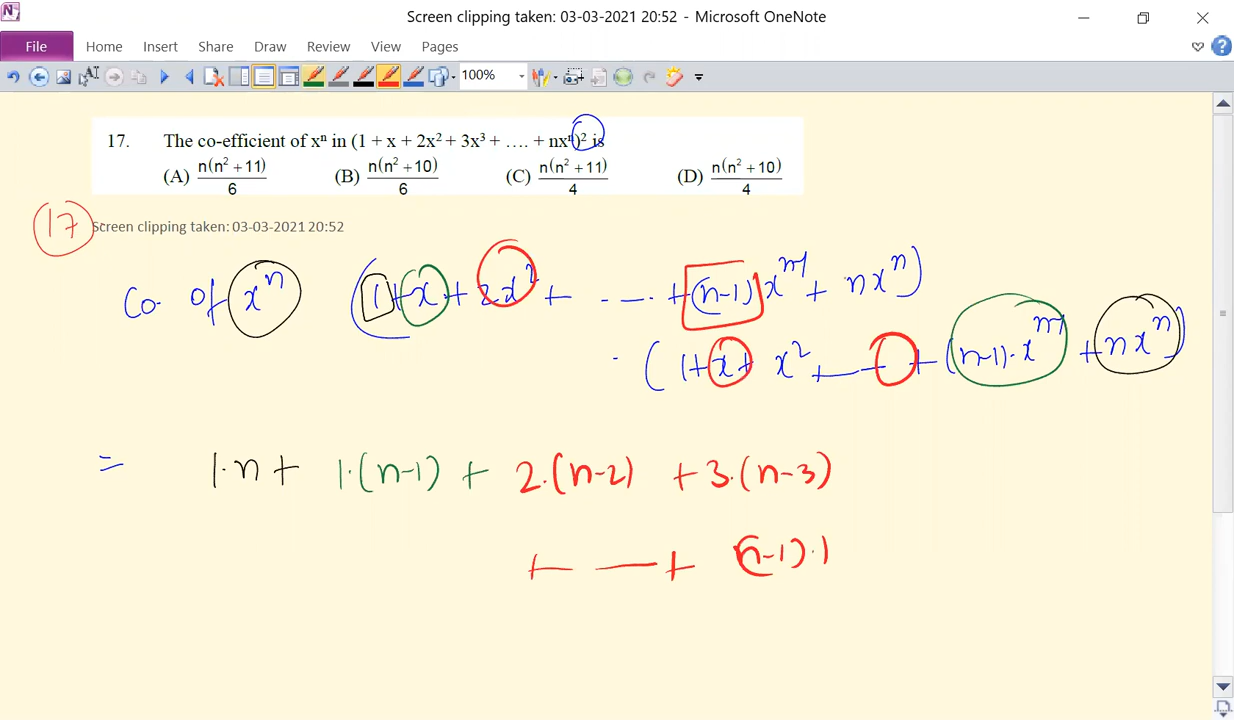 Screen clipping taken: 03-03-2021 20:52 - Microsoft OneNote
File Home Insert Share Draw Review View Pages
100%
17. The co-efficient of xⁿ in (1 + x + 2x² + 3x³ + .... + nxⁿ)² is
(A) n(n² +11)/6 (B) n(n² +10)/6 (C) n(n² +11)/4 (D) n(n² +10)/4
17
Screen clipping taken: 03-03-2021 20:52
Co- of xⁿ (1+x+2x²+ - --- +(n-1) xⁿ⁻¹ + nxⁿ)
(1+x+ x² + — + (n-1)·xⁿ⁻¹ + nxⁿ)
= 1·n + 1·(n-1) + 2·(n-2) + 3·(n-3)
+ — + (n-1)·1